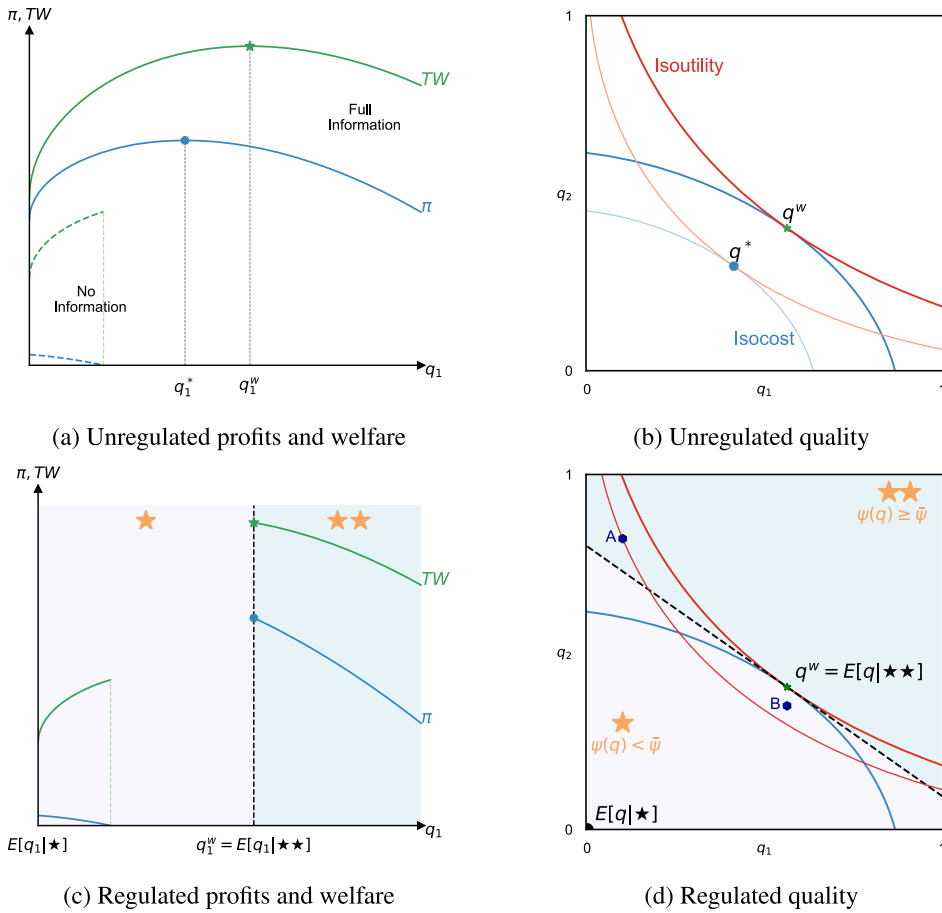 π, TW
TW
Full
Information
π
No
Information
q₁
q₁* q₁ʷ
(a) Unregulated profits and welfare
1
Isoutility
q₂
qʷ
q*
Isocost
0
0 q₁ 1
(b) Unregulated quality
π, TW
★ ★★
TW
π
q₁
E[q₁|★] q₁ʷ = E[q₁|★★]
(c) Regulated profits and welfare
1
★★
ψ(q) ≥ ψ̄
A
q₂
qʷ = E[q|★★]
B
★
ψ(q) < ψ̄
E[q|★]
0
0 q₁ 1
(d) Regulated quality